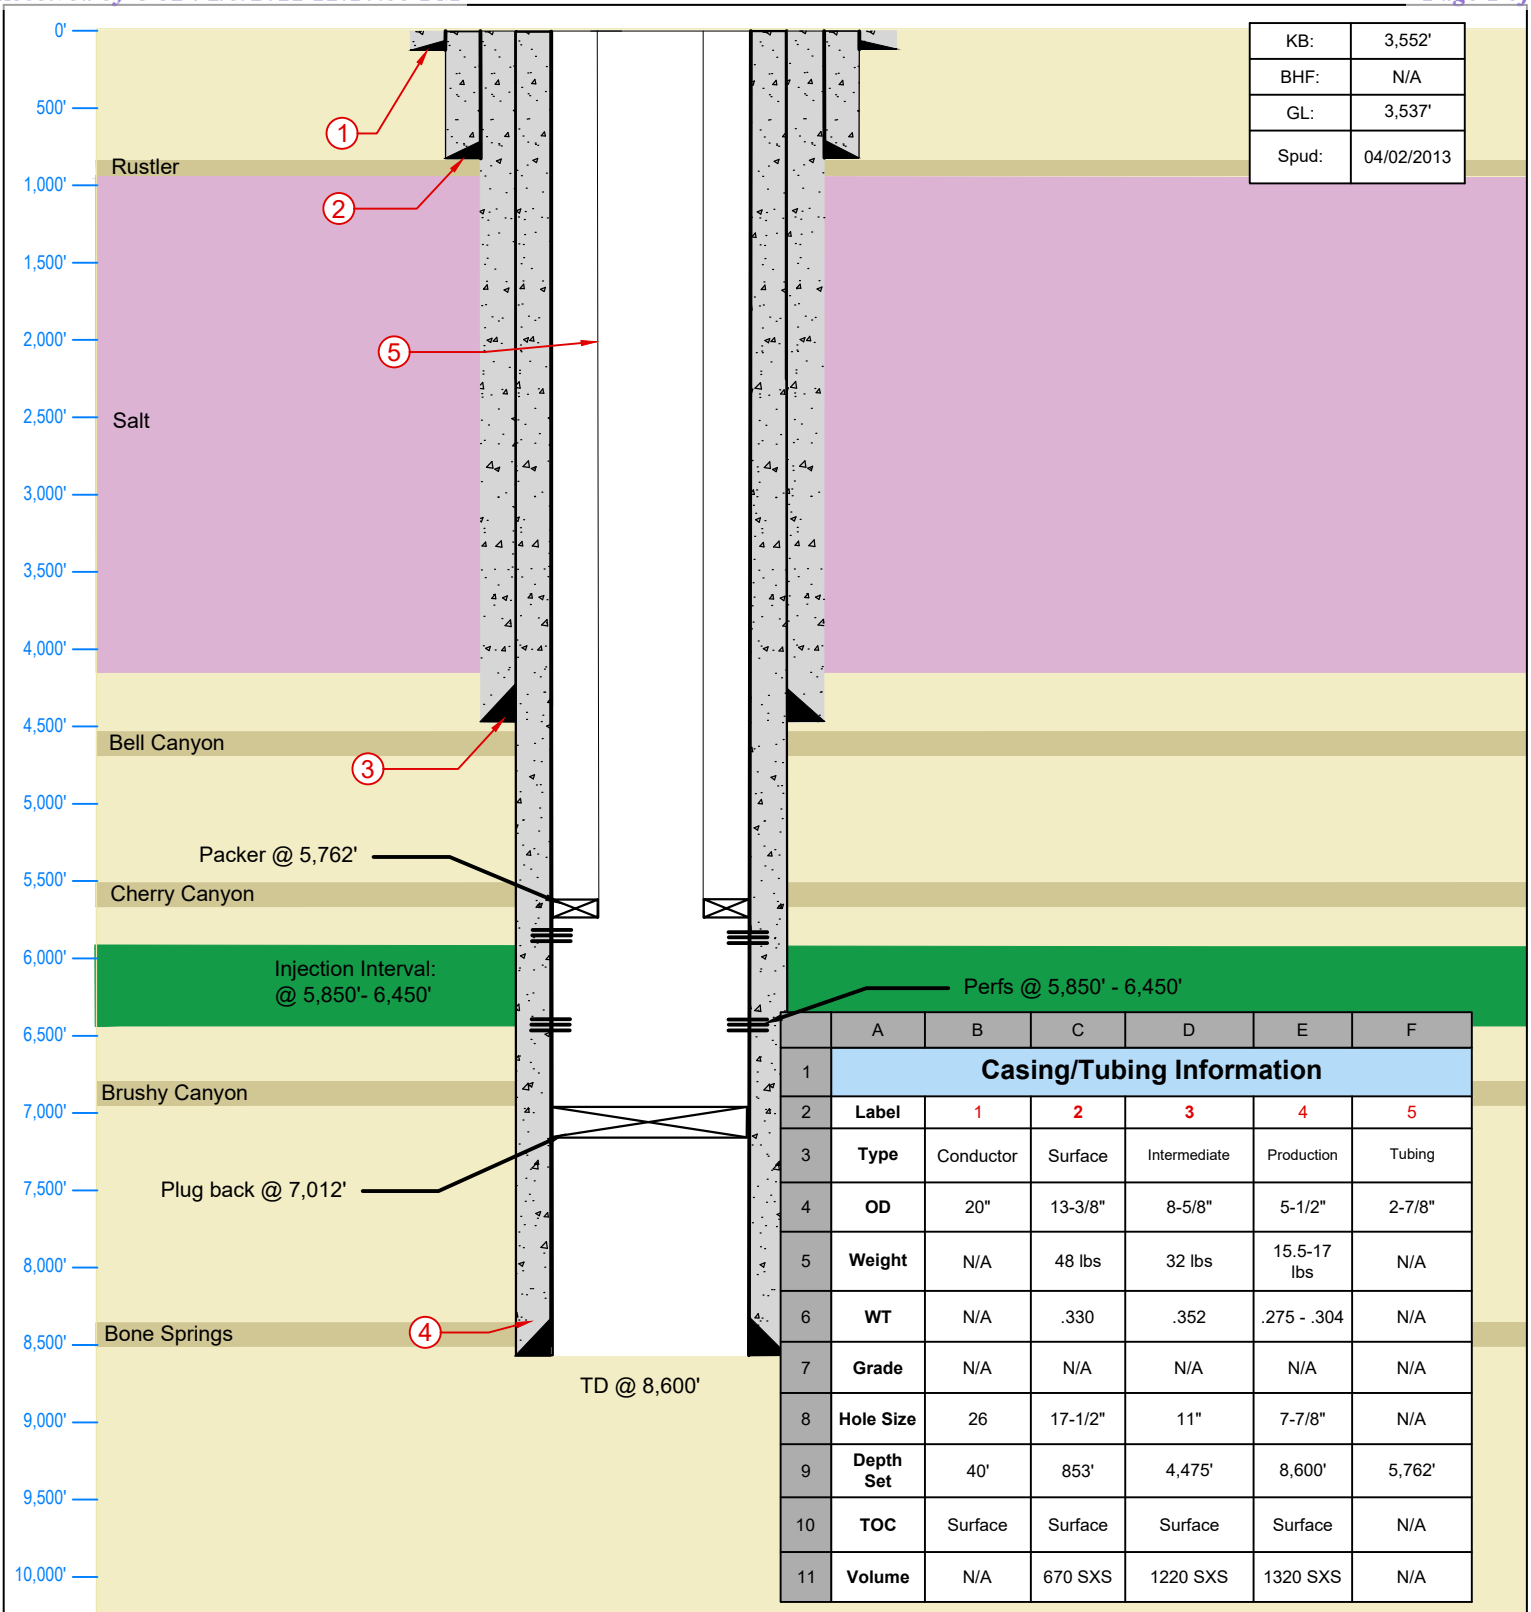 KB: 3,552'
BHF: N/A
GL: 3,537'
Spud: 04/02/2013
0'
500'
1,000'
1,500'
2,000'
2,500'
3,000'
3,500'
4,000'
4,500'
5,000'
5,500'
6,000'
6,500'
7,000'
7,500'
8,000'
8,500'
9,000'
9,500'
10,000'
1
Rustler
2
5
Salt
Bell Canyon
3
Packer @ 5,762'
Cherry Canyon
Injection Interval:
@ 5,850'- 6,450'
Perfs @ 5,850' - 6,450'
Brushy Canyon
Plug back @ 7,012'
Bone Springs
4
TD @ 8,600'
A B C D E F
1 Casing/Tubing Information
2 Label 1 2 3 4 5
3 Type Conductor Surface Intermediate Production Tubing
4 OD 20" 13-3/8" 8-5/8" 5-1/2" 2-7/8"
5 Weight N/A 48 lbs 32 lbs 15.5-17 lbs N/A
6 WT N/A .330 .352 .275 - .304 N/A
7 Grade N/A N/A N/A N/A N/A
8 Hole Size 26 17-1/2" 11" 7-7/8" N/A
9 Depth Set 40' 853' 4,475' 8,600' 5,762'
10 TOC Surface Surface Surface Surface N/A
11 Volume N/A 670 SXS 1220 SXS 1320 SXS N/A